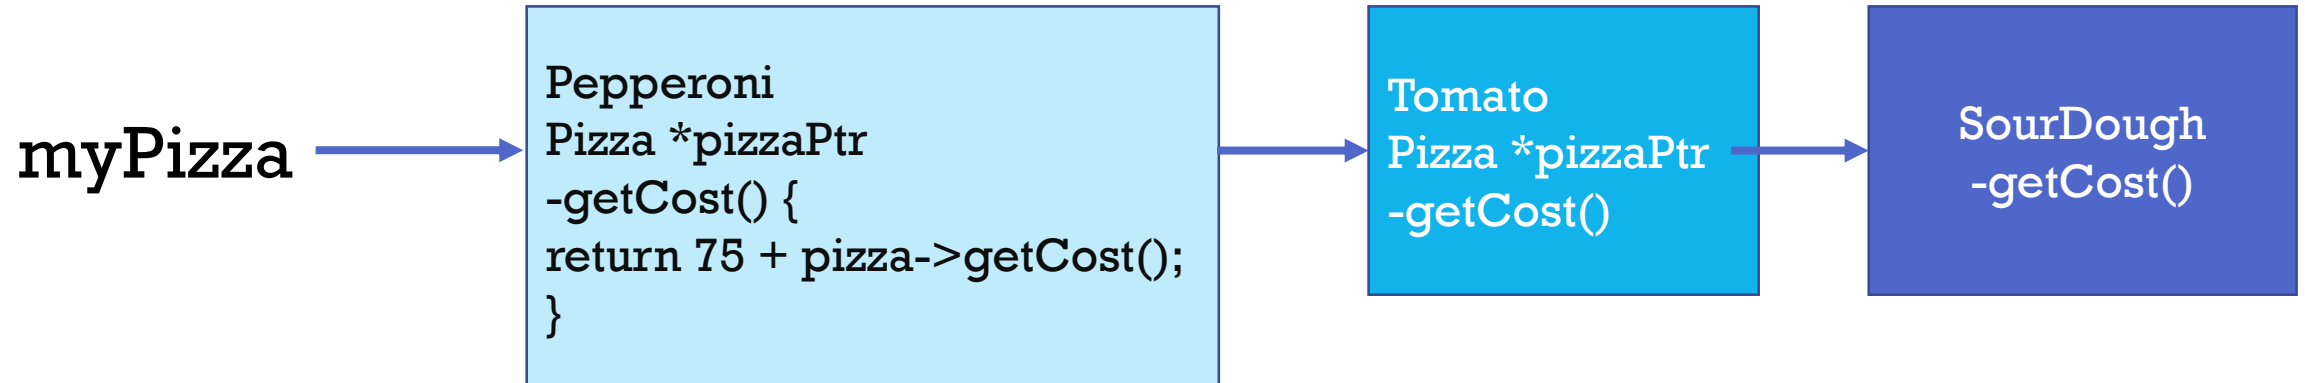 myPizza
Pepperoni
Pizza *pizzaPtr
-getCost() {
return 75 + pizza->getCost();
}
Tomato
Pizza *pizzaPtr
-getCost()
SourDough
-getCost()